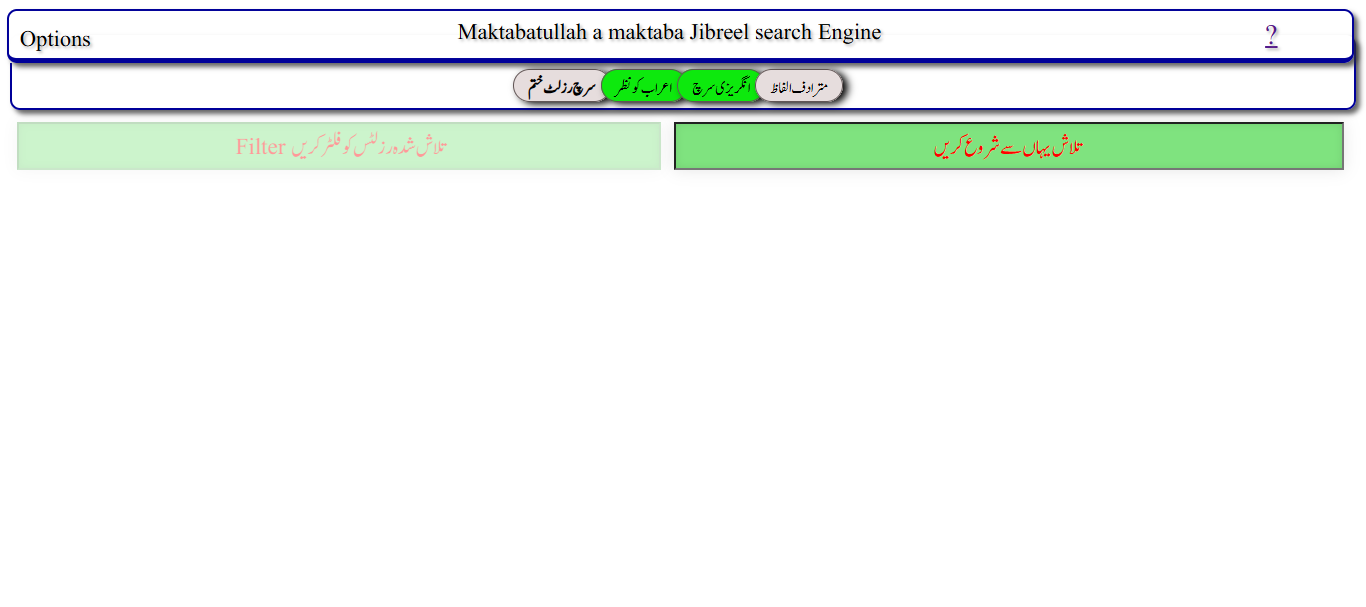 Options
Maktabatullah a maktaba Jibreel search Engine
?
مترادف الفاظ
انگریزی سرچ
اعراب کو نظر
سرچ رزلٹ ختم
تلاش یہاں سے شروع کریں
تلاش شدہ رزلٹس کو فلٹر کریں Filter